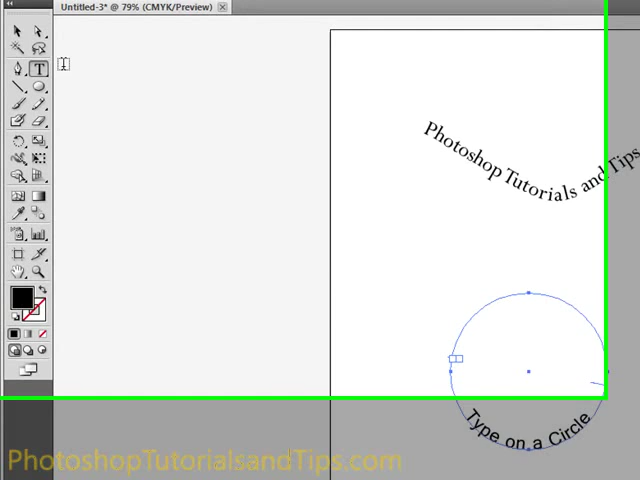 Untitled-3* @ 79% (CMYK/Preview)
T
Photoshop Tutorials and Tips
Type on a Circle
PhotoshopTutorialsandTips.com